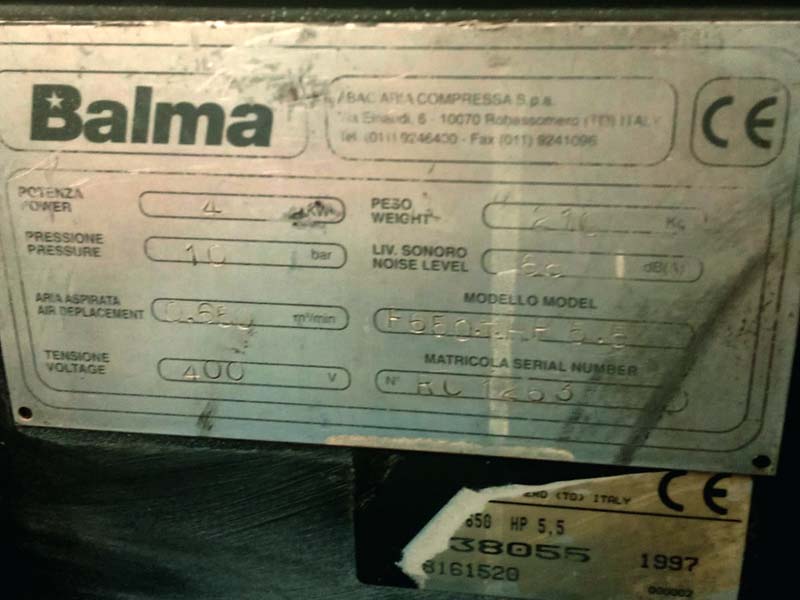 Balma
ABAC ARIA COMPRESSA S.p.a.
Via Einaudi, 6 - 10070 Robassomero (TO) ITALY
Tel. (011) 9246400 - Fax (011) 9241096
CE
POTENZA
POWER
4 KW
PESO
WEIGHT
Kg
PRESSIONE
PRESSURE
10 bar
LIV. SONORO
NOISE LEVEL
dB(A)
ARIA ASPIRATA
AIR DEPLACEMENT
m³/min
MODELLO MODEL
TENSIONE
VOLTAGE
400 V
MATRICOLA SERIAL NUMBER
N°
(TO) ITALY
CE
650 HP 5,5
38055
1997
8161520